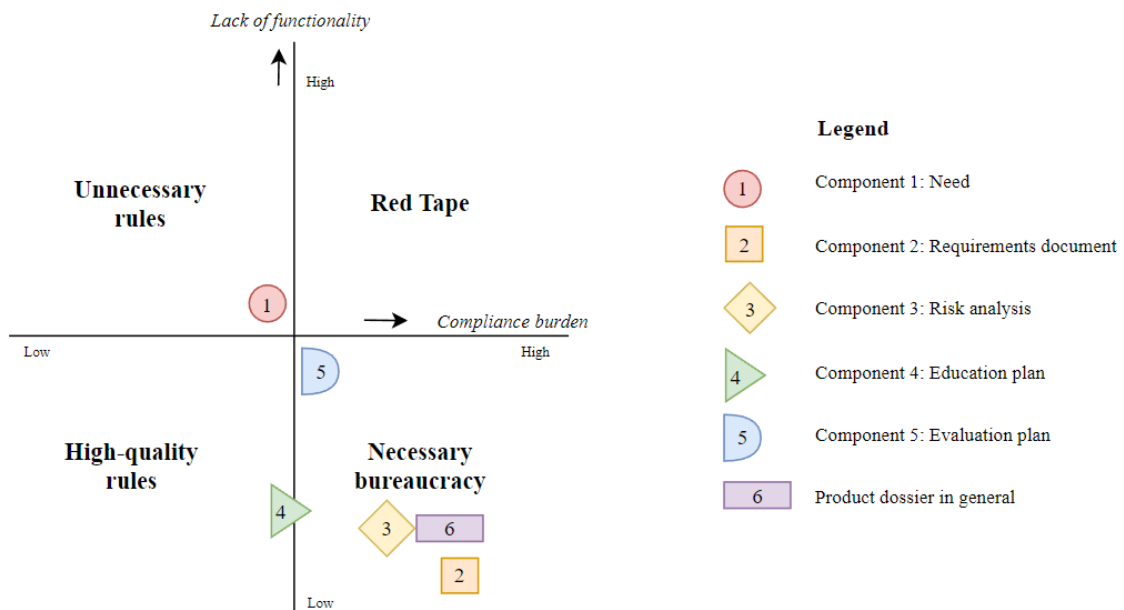 Lack of functionality
High
Unnecessary
rules
Red Tape
1
Compliance burden
Low
High
5
High-quality
rules
Necessary
bureaucracy
4
3
6
2
Low
Legend
1
Component 1: Need
2
Component 2: Requirements document
3
Component 3: Risk analysis
4
Component 4: Education plan
5
Component 5: Evaluation plan
6
Product dossier in general